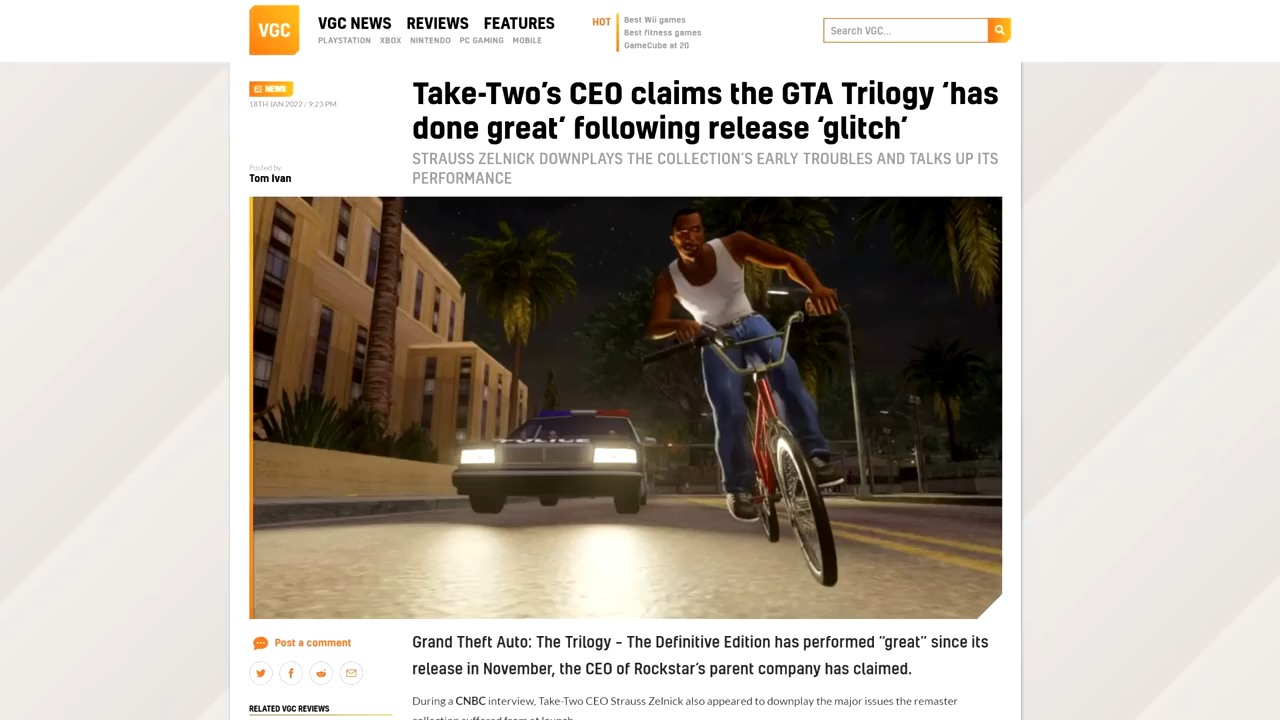 VGC
VGC NEWS REVIEWS FEATURES
PLAYSTATION XBOX NINTENDO PC GAMING MOBILE
HOT
Best Wii games
Best fitness games
GameCube at 20
Search VGC...
NEWS
18TH JAN 2022 / 9:23 PM
Posted by
Tom Ivan
Take-Two's CEO claims the GTA Trilogy ‘has
done great’ following release ‘glitch’
STRAUSS ZELNICK DOWNPLAYS THE COLLECTION'S EARLY TROUBLES AND TALKS UP ITS
PERFORMANCE
POLICE
Post a comment
RELATED VGC REVIEWS
Grand Theft Auto: The Trilogy – The Definitive Edition has performed “great” since its
release in November, the CEO of Rockstar's parent company has claimed.
During a CNBC interview, Take-Two CEO Strauss Zelnick also appeared to downplay the major issues the remaster
collection suffered from at launch.